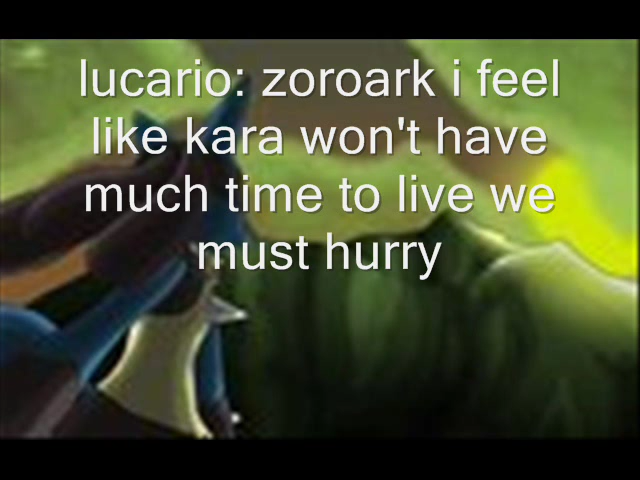 lucario: zoroark i feel
like kara won't have
much time to live we
must hurry